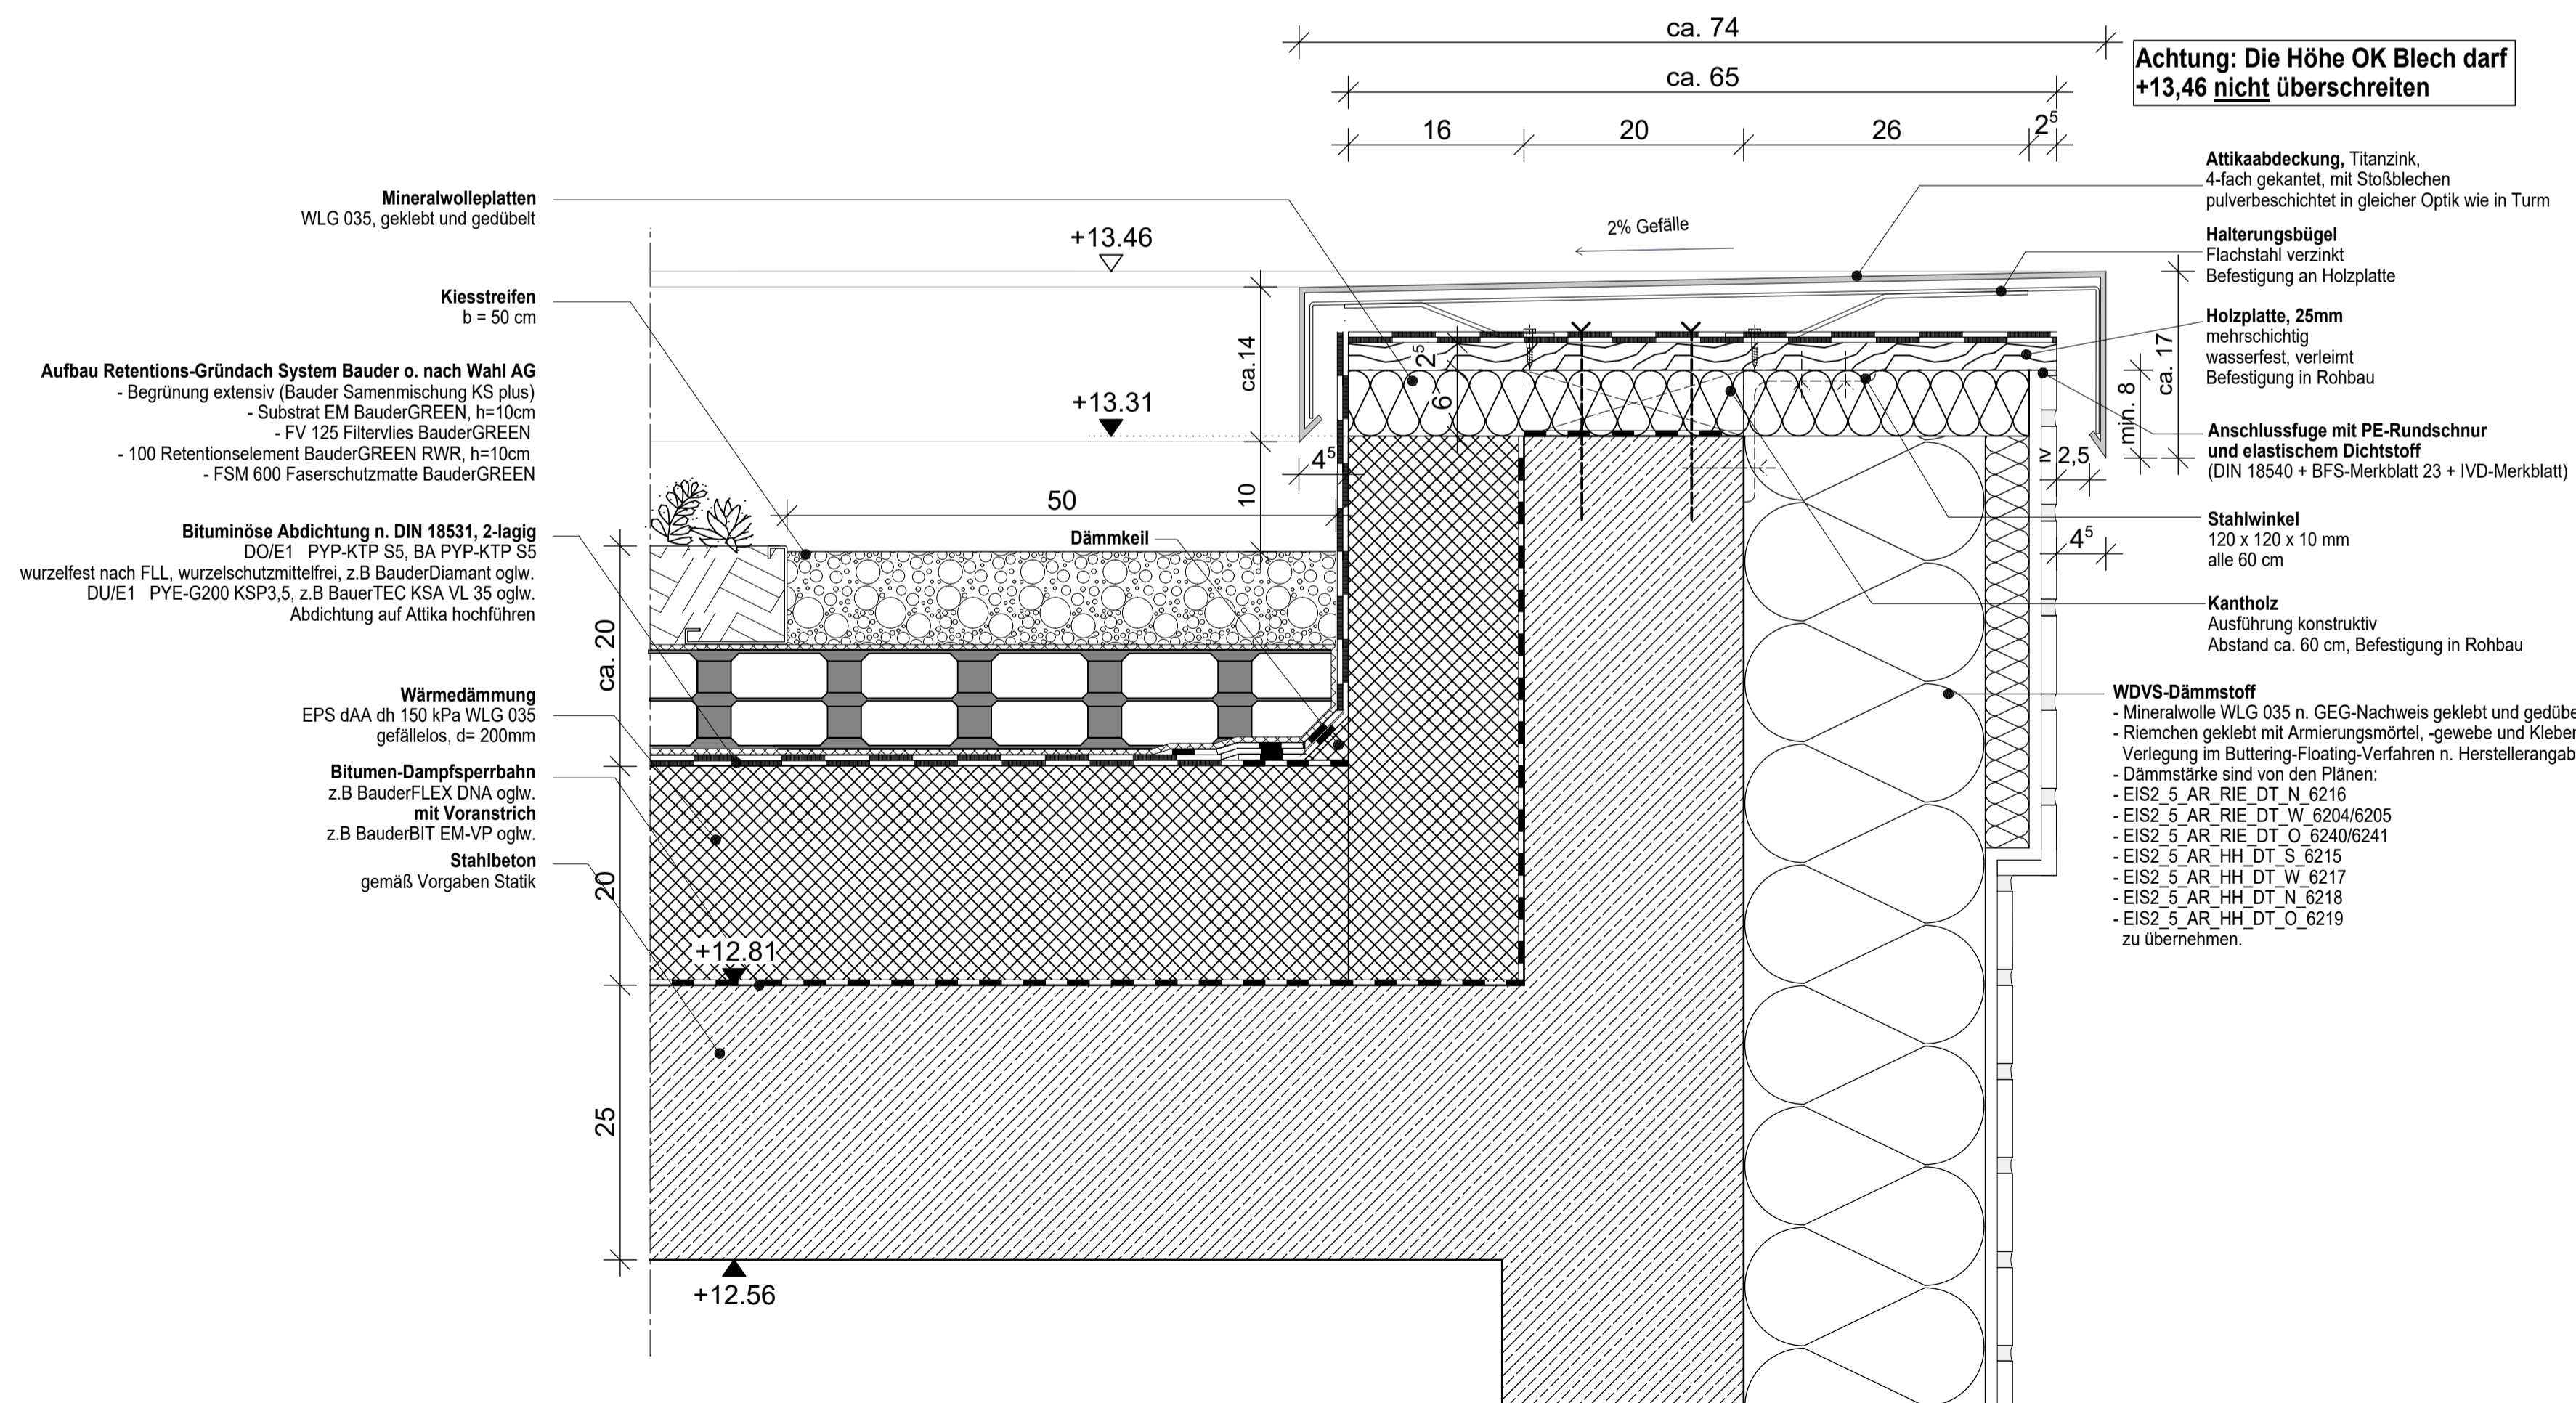 ca. 74
ca. 65
16
20
26
2⁵
Achtung: Die Höhe OK Blech darf
+13,46 nicht überschreiten
Mineralwolleplatten
WLG 035, geklebt und gedübelt
Kiesstreifen
b = 50 cm
Aufbau Retentions-Gründach System Bauder o. nach Wahl AG
- Begrünung extensiv (Bauder Samenmischung KS plus)
- Substrat EM BauderGREEN, h=10cm
- FV 125 Filtervlies BauderGREEN
- 100 Retentionselement BauderGREEN RWR, h=10cm
- FSM 600 Faserschutzmatte BauderGREEN
Bituminöse Abdichtung n. DIN 18531, 2-lagig
DO/E1 PYP-KTP S5, BA PYP-KTP S5
wurzelfest nach FLL, wurzelschutzmittelfrei, z.B BauderDiamant oglw.
DU/E1 PYE-G200 KSP3,5, z.B BauerTEC KSA VL 35 oglw.
Abdichtung auf Attika hochführen
Wärmedämmung
EPS dAA dh 150 kPa WLG 035
gefällelos, d= 200mm
Bitumen-Dampfsperrbahn
z.B BauderFLEX DNA oglw.
mit Voranstrich
z.B BauderBIT EM-VP oglw.
Stahlbeton
gemäß Vorgaben Statik
+13.46
+13.31
2% Gefälle
ca.14
10
4⁵
2⁵
6
50
Dämmkeil
ca. 20
20
25
+12.81
+12.56
ca. 17
min. 8
≥ 2,5
4⁵
Attikaabdeckung, Titanzink,
4-fach gekantet, mit Stoßblechen
pulverbeschichtet in gleicher Optik wie in Turm
Halterungsbügel
Flachstahl verzinkt
Befestigung an Holzplatte
Holzplatte, 25mm
mehrschichtig
wasserfest, verleimt
Befestigung in Rohbau
Anschlussfuge mit PE-Rundschnur
und elastischem Dichtstoff
(DIN 18540 + BFS-Merkblatt 23 + IVD-Merkblatt)
Stahlwinkel
120 x 120 x 10 mm
alle 60 cm
Kantholz
Ausführung konstruktiv
Abstand ca. 60 cm, Befestigung in Rohbau
WDVS-Dämmstoff
- Mineralwolle WLG 035 n. GEG-Nachweis geklebt und gedübe
- Riemchen geklebt mit Armierungsmörtel, -gewebe und Kleber
Verlegung im Buttering-Floating-Verfahren n. Herstellerangab
- Dämmstärke sind von den Plänen:
- EIS2_5_AR_RIE_DT_N_6216
- EIS2_5_AR_RIE_DT_W_6204/6205
- EIS2_5_AR_RIE_DT_O_6240/6241
- EIS2_5_AR_HH_DT_S_6215
- EIS2_5_AR_HH_DT_W_6217
- EIS2_5_AR_HH_DT_N_6218
- EIS2_5_AR_HH_DT_O_6219
zu übernehmen.